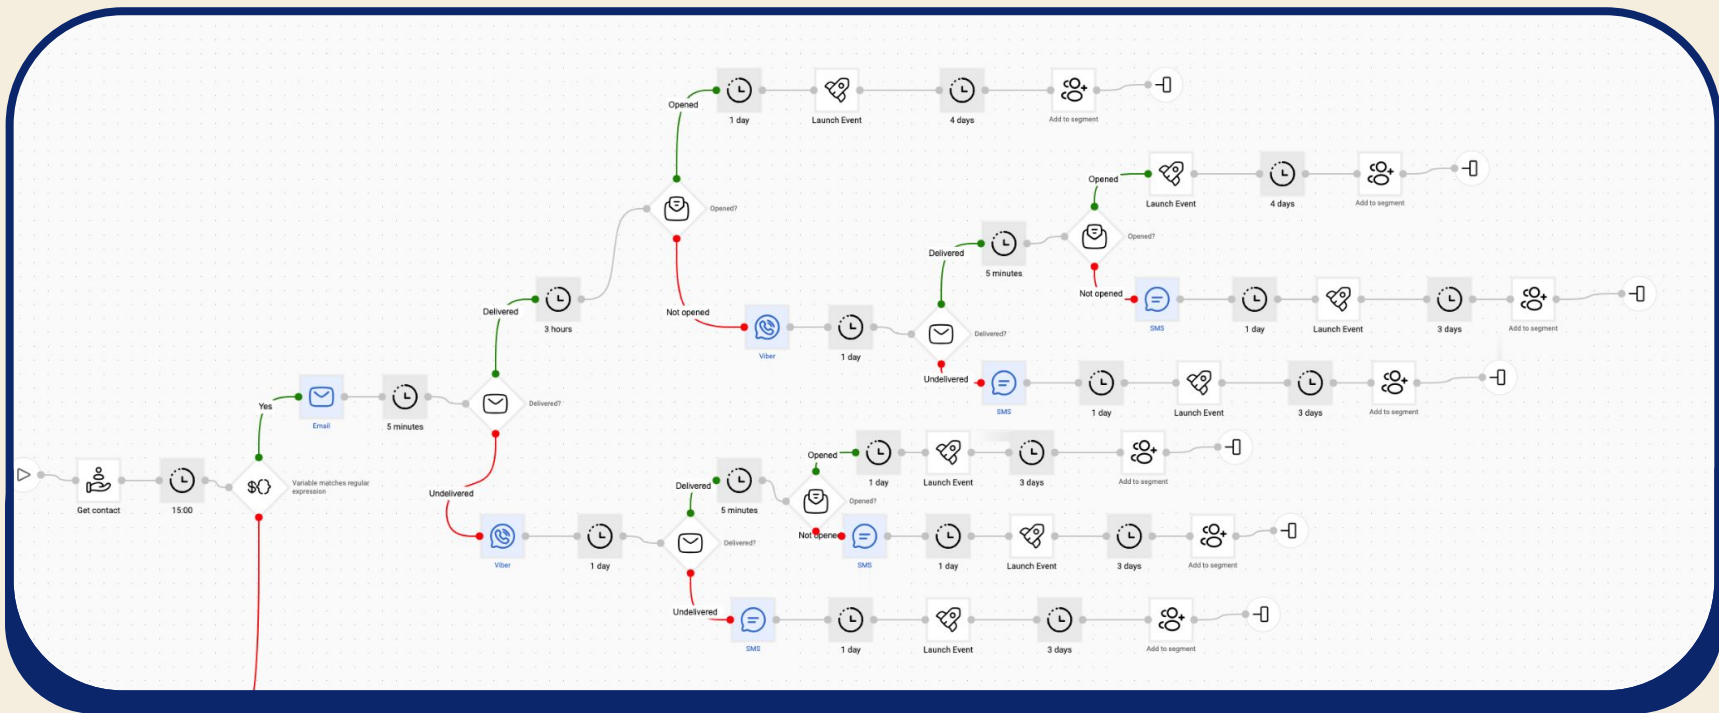 Opened
1 day
Launch Event
4 days
Add to segment
Opened?
Opened
Launch Event
4 days
Add to segment
Opened?
Delivered
5 minutes
Not opened
SMS
1 day
Launch Event
3 days
Add to segment
Delivered
3 hours
Not opened
Viber
1 day
Delivered?
Undelivered
SMS
1 day
Launch Event
3 days
Add to segment
Yes
Email
5 minutes
Delivered?
Get contact
15:00
$()
Variable matches regular
expression
Undelivered
Viber
1 day
Delivered?
Delivered
5 minutes
Opened
1 day
Launch Event
3 days
Add to segment
Opened?
Not opene
SMS
1 day
Launch Event
3 days
Add to segment
Undelivered
SMS
1 day
Launch Event
3 days
Add to segment